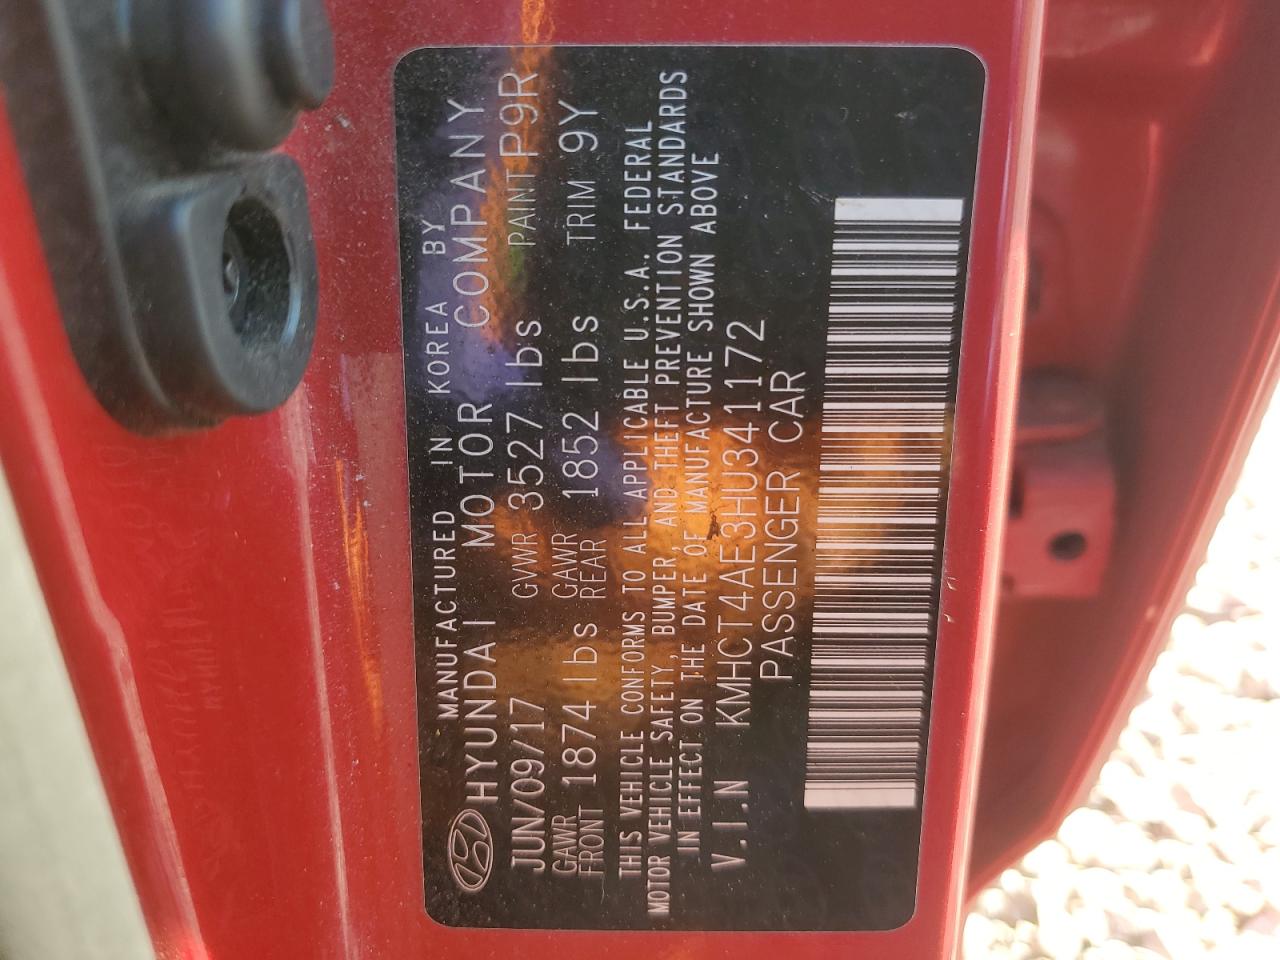 MANUFACTURED IN KOREA BY
HYUNDAI MOTOR COMPANY
JUN/09/17 GVWR 3527 lbs PAINT P9R
GAWR FRONT 1874 lbs GAWR REAR 1852 lbs TRIM 9Y
THIS VEHICLE CONFORMS TO ALL APPLICABLE U.S.A. FEDERAL
MOTOR VEHICLE SAFETY, BUMPER, AND THEFT PREVENTION STANDARDS
IN EFFECT ON THE DATE OF MANUFACTURE SHOWN ABOVE
V.I.N KMHCT4AE3HU341172
PASSENGER CAR